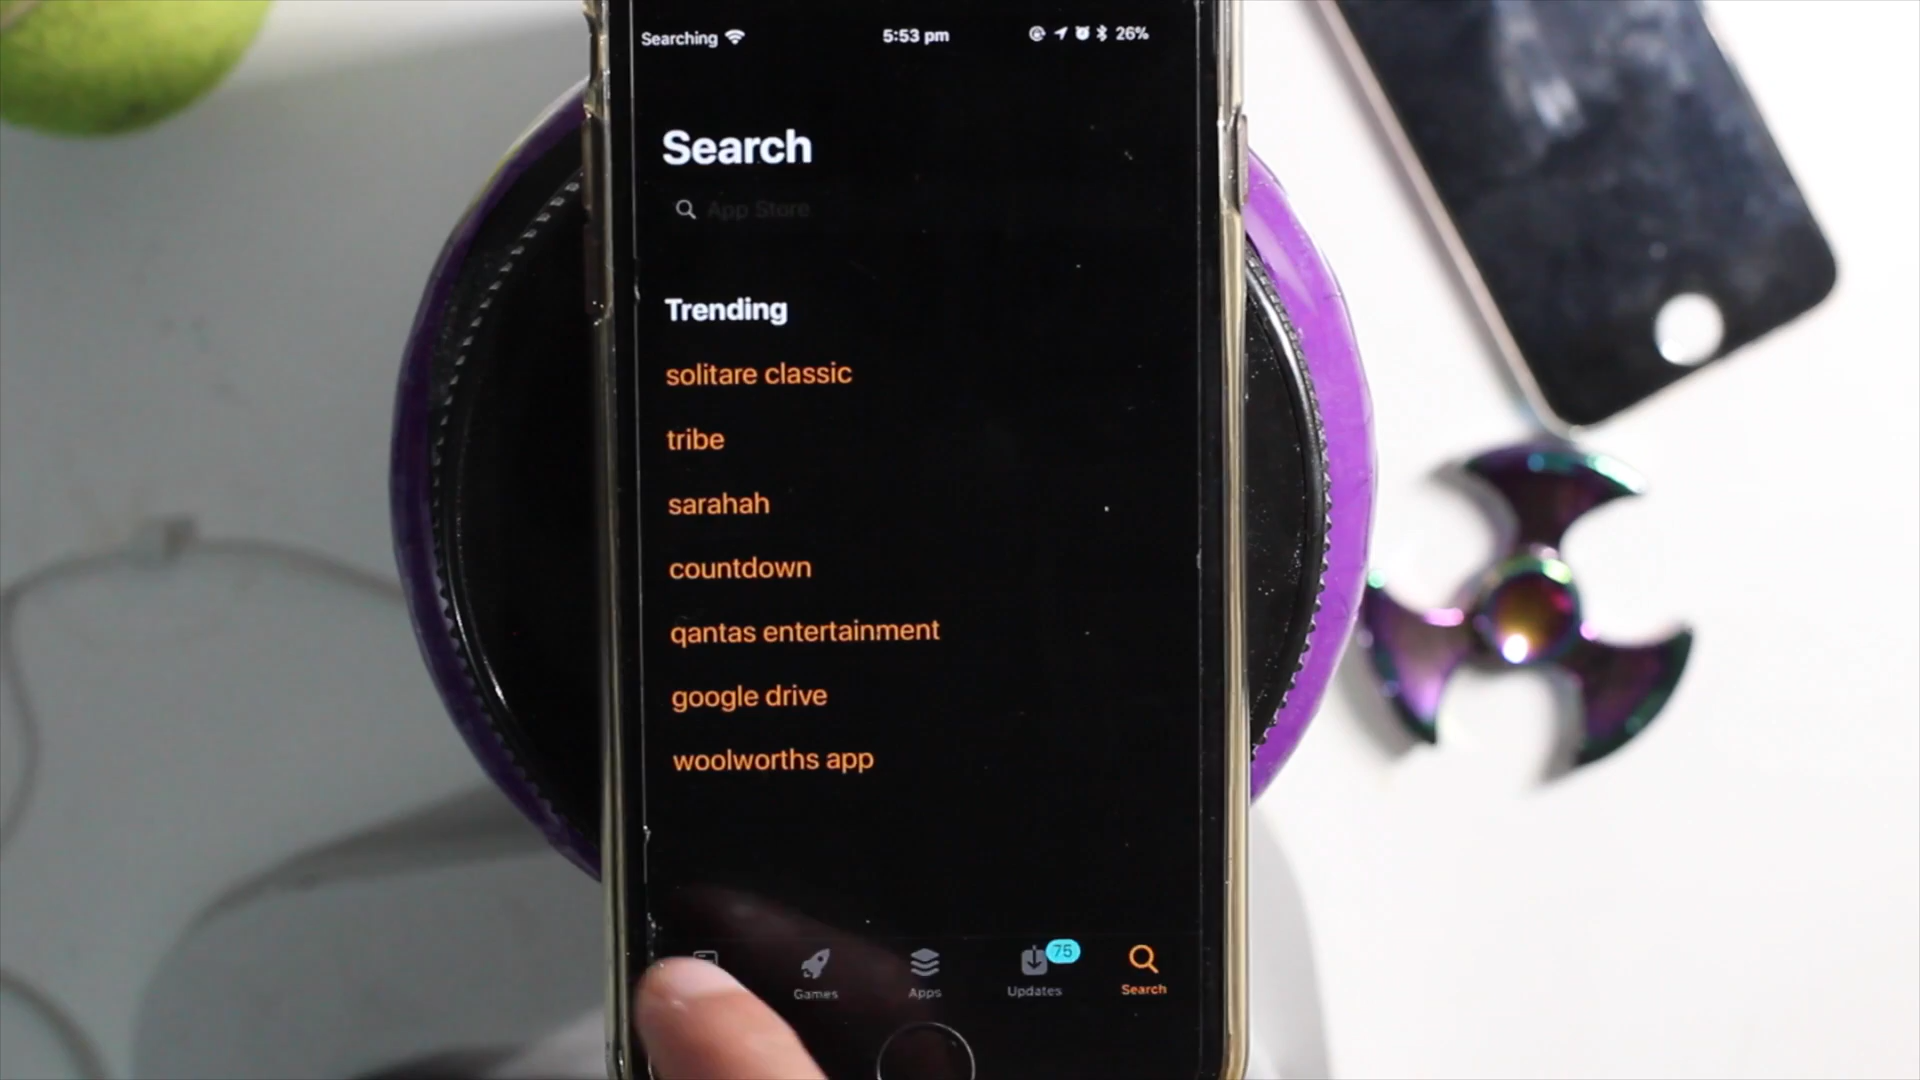 Searching 5:53 pm 26%
Search
App Store
Trending
solitare classic
tribe
sarahah
countdown
qantas entertainment
google drive
woolworths app
75
Games Apps Updates Search